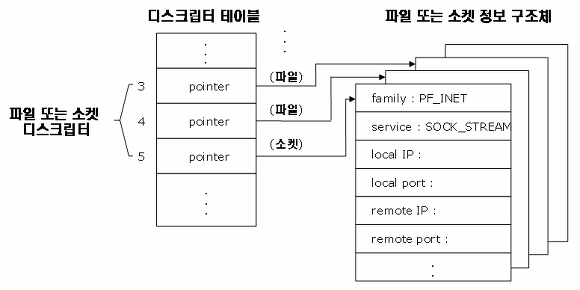 디스크립터 테이블
파일 또는 소켓 정보 구조체
파일 또는 소켓
디스크립터
3
pointer
(파일)
4
pointer
(파일)
5
pointer
(소켓)
family : PF_INET
service : SOCK_STREAM
local IP :
local port :
remote IP :
remote port :